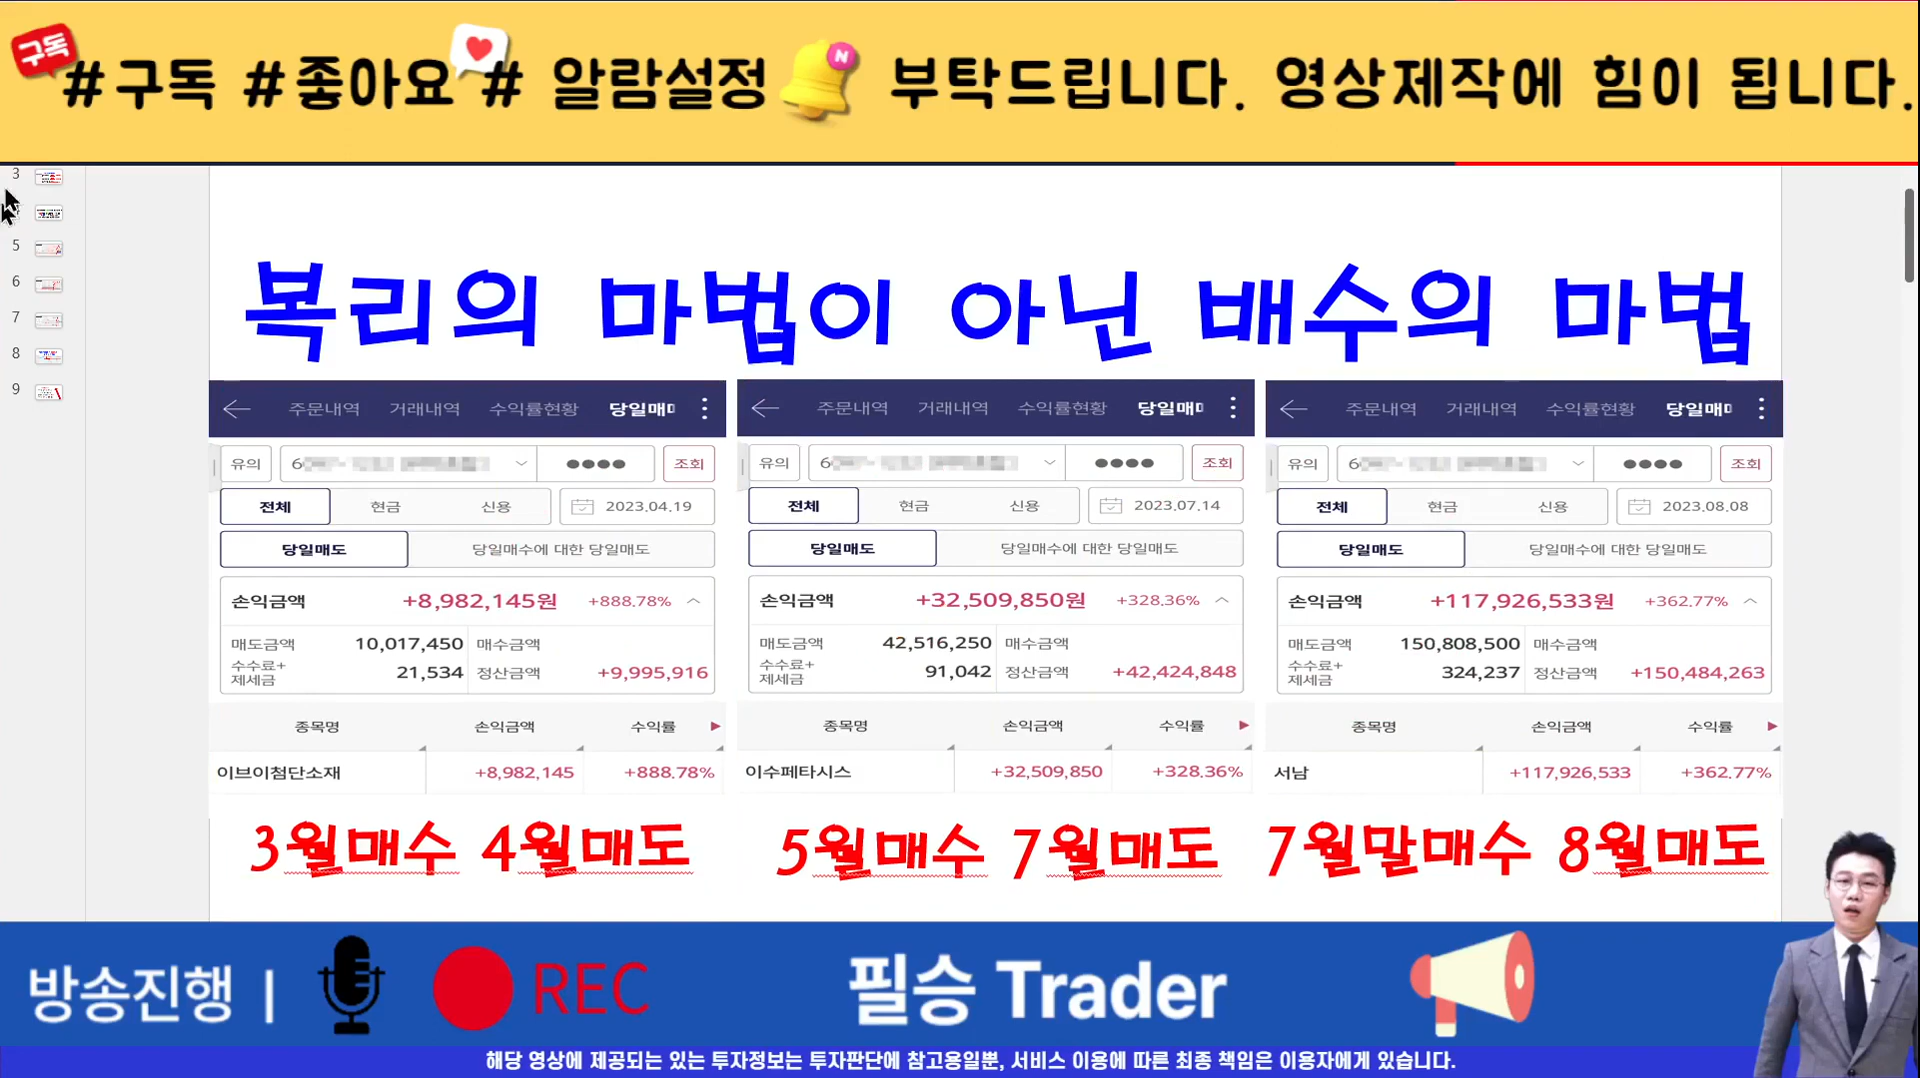 구독
#구독 #좋아요 # 알람설정 N 부탁드립니다. 영상제작에 힘이 됩니다.
3
5
6
7
8
9
복리의 마법이 아닌 배수의 마법
주문내역 거래내역 수익률현황 당일매매
유의 6 ●●●● 조회
전체 현금 신용 2023.04.19
당일매도 당일매수에 대한 당일매도
손익금액 +8,982,145원 +888.78%
매도금액 10,017,450 매수금액
수수료+제세금 21,534 정산금액 +9,995,916
종목명 손익금액 수익률
이브이첨단소재 +8,982,145 +888.78%
3월매수 4월매도
주문내역 거래내역 수익률현황 당일매매
유의 6 ●●●● 조회
전체 현금 신용 2023.07.14
당일매도 당일매수에 대한 당일매도
손익금액 +32,509,850원 +328.36%
매도금액 42,516,250 매수금액
수수료+제세금 91,042 정산금액 +42,424,848
종목명 손익금액 수익률
이수페타시스 +32,509,850 +328.36%
5월매수 7월매도
주문내역 거래내역 수익률현황 당일매매
유의 6 ●●●● 조회
전체 현금 신용 2023.08.08
당일매도 당일매수에 대한 당일매도
손익금액 +117,926,533원 +362.77%
매도금액 150,808,500 매수금액
수수료+제세금 324,237 정산금액 +150,484,263
종목명 손익금액 수익률
서남 +117,926,533 +362.77%
7월말매수 8월매도
방송진행 | REC 필승 Trader
해당 영상에 제공되는 있는 투자정보는 투자판단에 참고용일뿐, 서비스 이용에 따른 최종 책임은 이용자에게 있습니다.